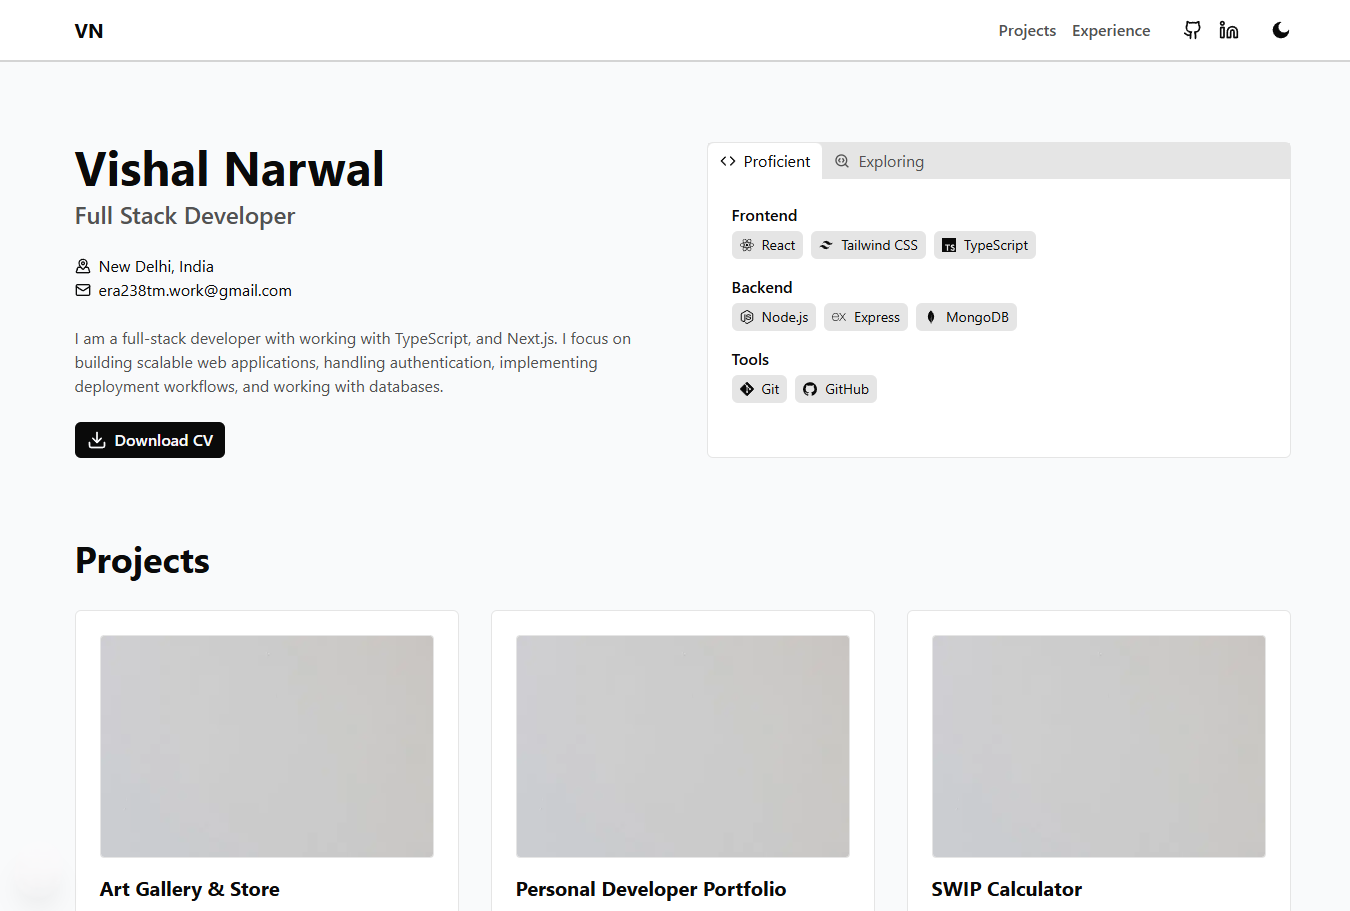 VN
Projects Experience
Vishal Narwal
Full Stack Developer
New Delhi, India
era238tm.work@gmail.com
I am a full-stack developer with working with TypeScript, and Next.js. I focus on
building scalable web applications, handling authentication, implementing
deployment workflows, and working with databases.
Download CV
Proficient Exploring
Frontend
React Tailwind CSS TypeScript
Backend
Node.js Express MongoDB
Tools
Git GitHub
Projects
Art Gallery & Store
Personal Developer Portfolio
SWIP Calculator